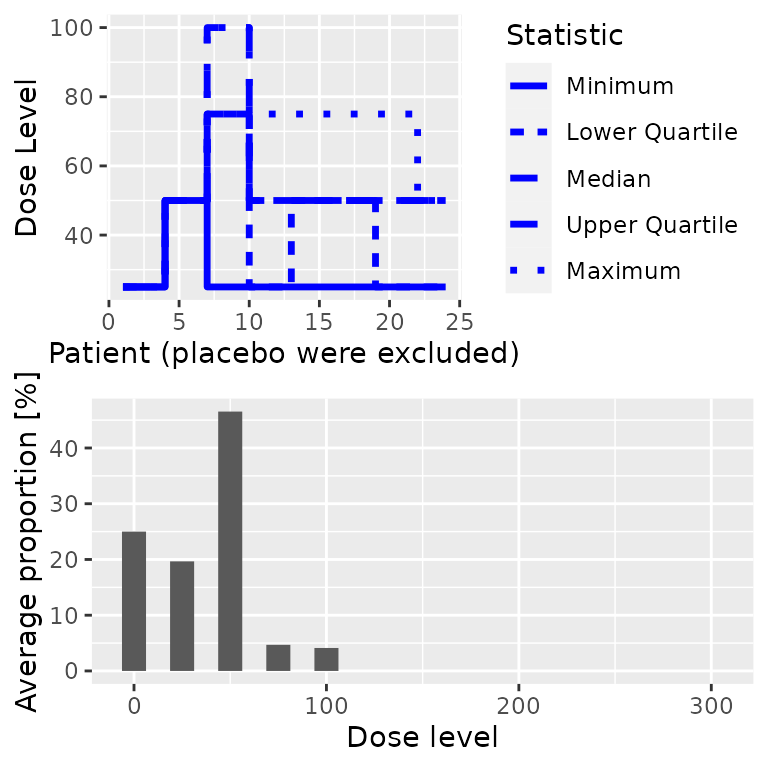 Dose Level
100
80
60
40
0 5 10 15 20 25
Patient (placebo were excluded)
Statistic
Minimum
Lower Quartile
Median
Upper Quartile
Maximum
Average proportion [%]
40
30
20
10
0
0 100 200 300
Dose level